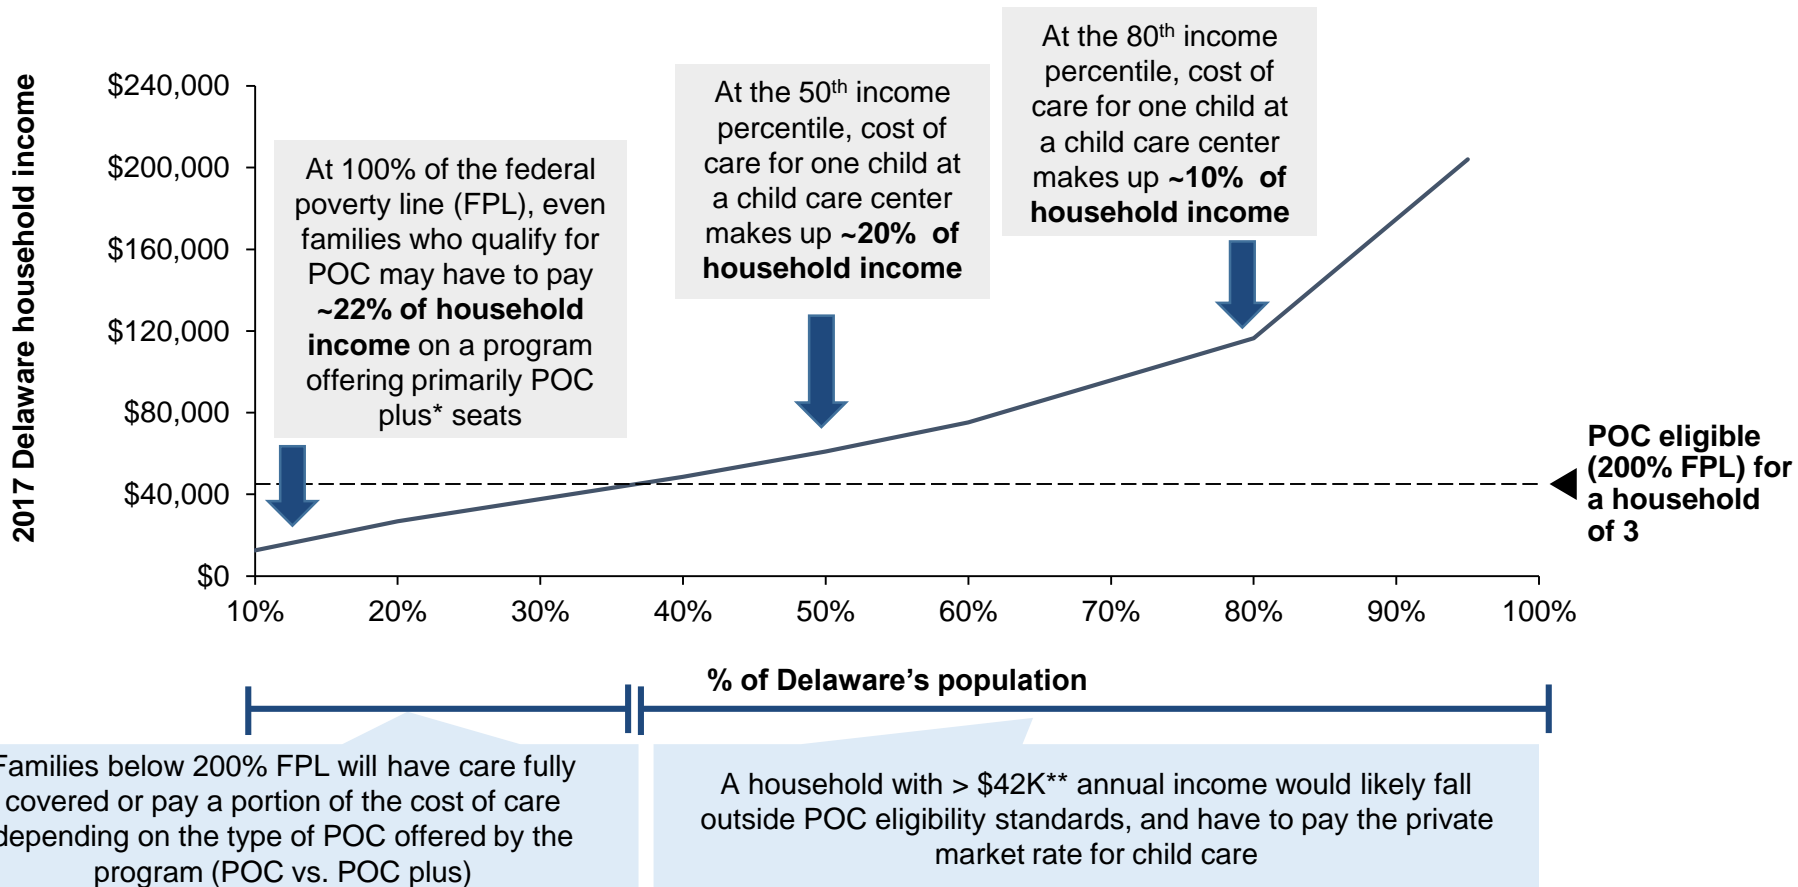 2017 Delaware household income
$240,000
$200,000
$160,000
$120,000
$80,000
$40,000
$0
At 100% of the federal
poverty line (FPL), even
families who qualify for
POC may have to pay
~22% of household
income on a program
offering primarily POC
plus* seats
At the 50th income
percentile, cost of
care for one child at
a child care center
makes up ~20% of
household income
At the 80th income
percentile, cost of
care for one child at
a child care center
makes up ~10% of
household income
POC eligible
(200% FPL) for
a household
of 3
10% 20% 30% 40% 50% 60% 70% 80% 90% 100%
% of Delaware’s population
Families below 200% FPL will have care fully
covered or pay a portion of the cost of care
depending on the type of POC offered by the
program (POC vs. POC plus)
A household with > $42K** annual income would likely fall
outside POC eligibility standards, and have to pay the private
market rate for child care